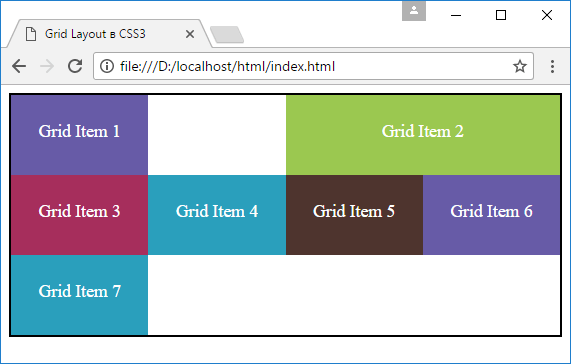 Grid Layout в CSS3
file:///D:/localhost/html/index.html
Grid Item 1
Grid Item 2
Grid Item 3
Grid Item 4
Grid Item 5
Grid Item 6
Grid Item 7